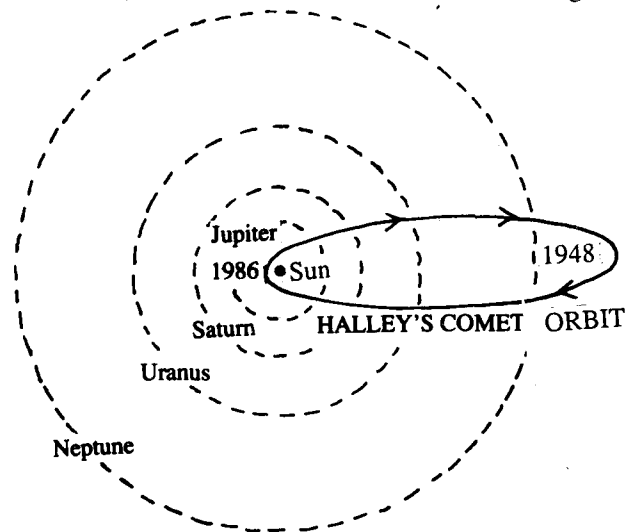 Jupiter
1986 Sun
1948
Saturn
HALLEY'S COMET ORBIT
Uranus
Neptune